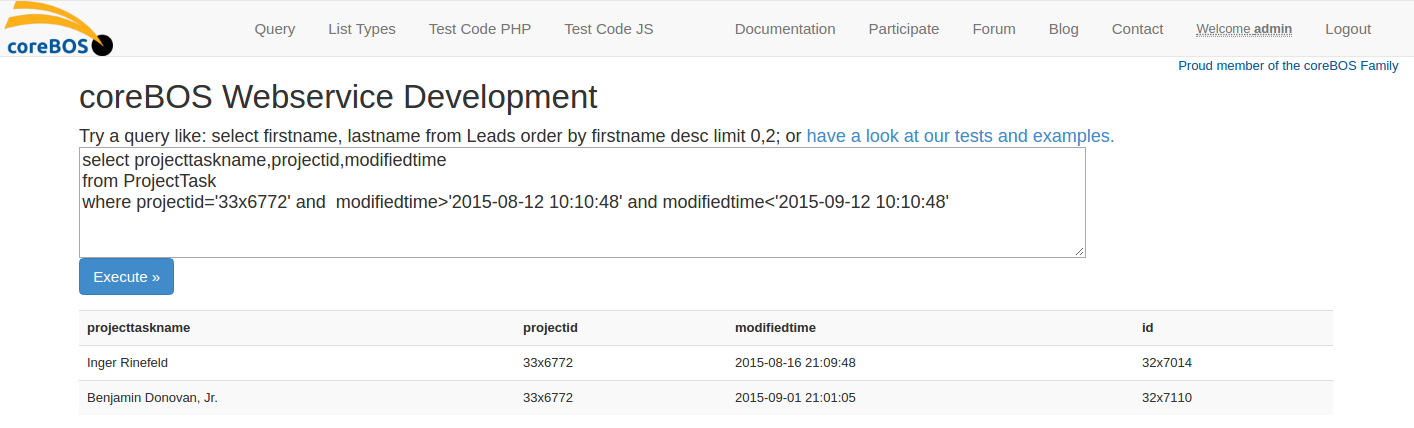 coreBOS
Query List Types Test Code PHP Test Code JS Documentation Participate Forum Blog Contact Welcome admin Logout
Proud member of the coreBOS Family
coreBOS Webservice Development
Try a query like: select firstname, lastname from Leads order by firstname desc limit 0,2; or have a look at our tests and examples.
select projecttaskname,projectid,modifiedtime
from ProjectTask
where projectid='33x6772' and  modifiedtime>'2015-08-12 10:10:48' and modifiedtime<'2015-09-12 10:10:48'
Execute »
projecttaskname projectid modifiedtime id
Inger Rinefeld 33x6772 2015-08-16 21:09:48 32x7014
Benjamin Donovan, Jr. 33x6772 2015-09-01 21:01:05 32x7110